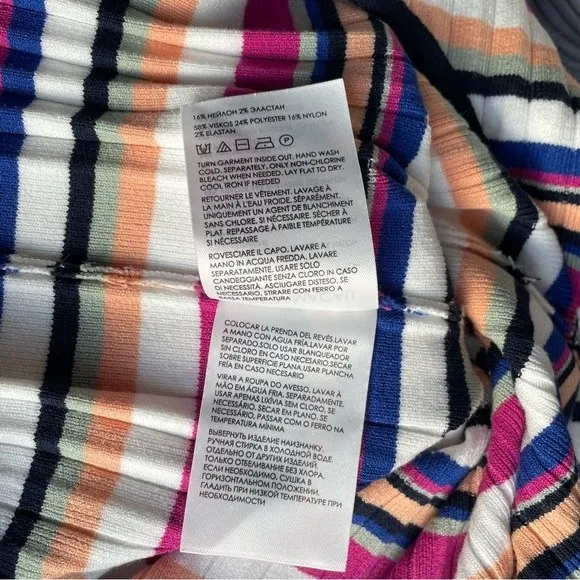 16% НЕЙЛОН 2% ЭЛАСТАН
58% VISKOS 24% POLYESTER 16% NYLON
2% ELASTAN
P
TURN GARMENT INSIDE OUT. HAND WASH
COLD. SEPARATELY, ONLY NON-CHLORINE
BLEACH WHEN NEEDED. LAY FLAT TO DRY.
COOL IRON IF NEEDED
RETOURNER LE VÊTEMENT. LAVAGE À
LA MAIN À L'EAU FROIDE. SÉPARÉMENT.
UNIQUEMENT UN AGENT DE BLANCHIMENT
SANS CHLORE, SI NÉCESSAIRE. SÉCHER À
PLAT. REPASSAGE À FAIBLE TEMPÉRATURE
SI NÉCESSAIRE
ROVESCIARE IL CAPO. LAVARE A
MANO IN ACQUA FREDDA. LAVARE
SEPARATAMENTE. USARE SOLO
CANDEGGIANTE SENZA CLORO IN CASO
DI NECESSITÀ, ASCIUGARE DISTESO. SE
NECESSARIO, STIRARE CON FERRO A
BASSA TEMPERATURA
COLOCAR LA PRENDA DEL REVÉS.LAVAR
A MANO CON AGUA FRÍA.LAVAR POR
SEPARADO.SOLO USAR BLANQUEADOR
SIN CLORO EN CASO NECESARIO.SECAR
SOBRE SUPERFICIE PLANA.USAR PLANCHA
FRÍA EN CASO NECESARIO
VIRAR A ROUPA DO AVESSO. LAVAR À
MÃO EM ÁGUA FRIA, SEPARADAMENTE.
USAR APENAS LIXÍVIA SEM CLORO, SE
NECESSÁRIO. SECAR EM PLANO. SE
NECESSÁRIO, PASSAR COM O FERRO NA
TEMPERATURA MÍNIMA
ВЫВЕРНУТЬ ИЗДЕЛИЕ НАИЗНАНКУ.
РУЧНАЯ СТИРКА В ХОЛОДНОЙ ВОДЕ
ОТДЕЛЬНО ОТ ДРУГИХ ИЗДЕЛИЙ.
ТОЛЬКО ОТБЕЛИВАНИЕ БЕЗ ХЛОРА,
ЕСЛИ НЕОБХОДИМО. СУШКА В
ГОРИЗОНТАЛЬНОМ ПОЛОЖЕНИИ.
ГЛАДИТЬ ПРИ НИЗКОЙ ТЕМПЕРАТУРЕ ПРИ
НЕОБХОДИМОСТИ